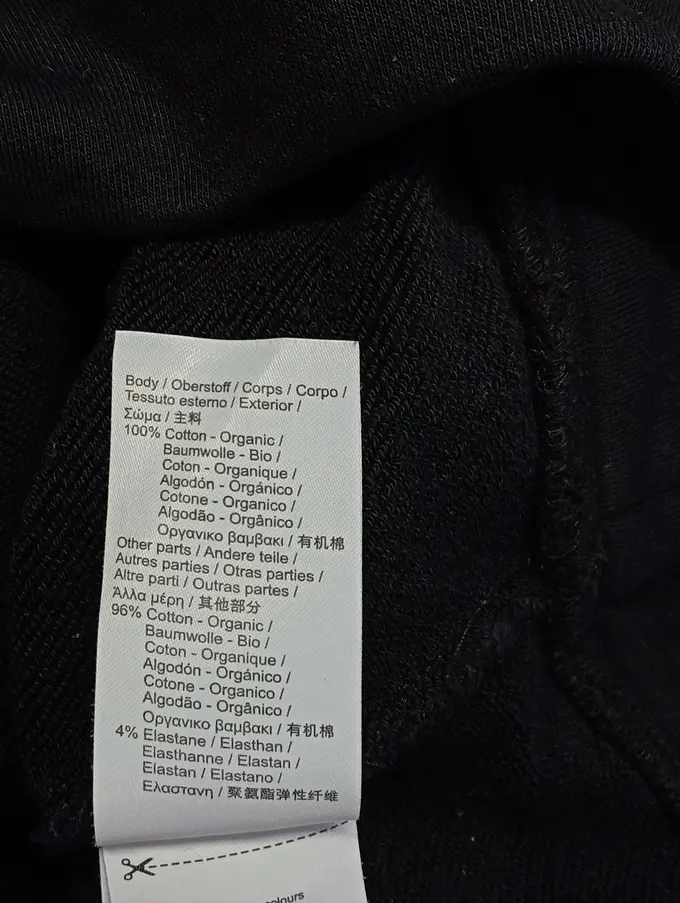 Body / Oberstoff / Corps / Corpo /
Tessuto esterno / Exterior /
Σώμα / 主料
100% Cotton - Organic /
Baumwolle - Bio /
Coton - Organique /
Algodón - Orgánico /
Cotone - Organico /
Algodão - Orgânico /
Οργανικο βαμβακι / 有机棉
Other parts / Andere teile /
Autres parties / Otras parties /
Altre parti / Outras partes /
Άλλα μέρη / 其他部分
96% Cotton - Organic /
Baumwolle - Bio /
Coton - Organique /
Algodón - Orgánico /
Cotone - Organico /
Algodão - Orgânico /
Οργανικο βαμβακι / 有机棉
4% Elastane / Elasthan /
Elasthanne / Elastan /
Elastan / Elastano /
Ελαστανη / 聚氨酯弹性纤维